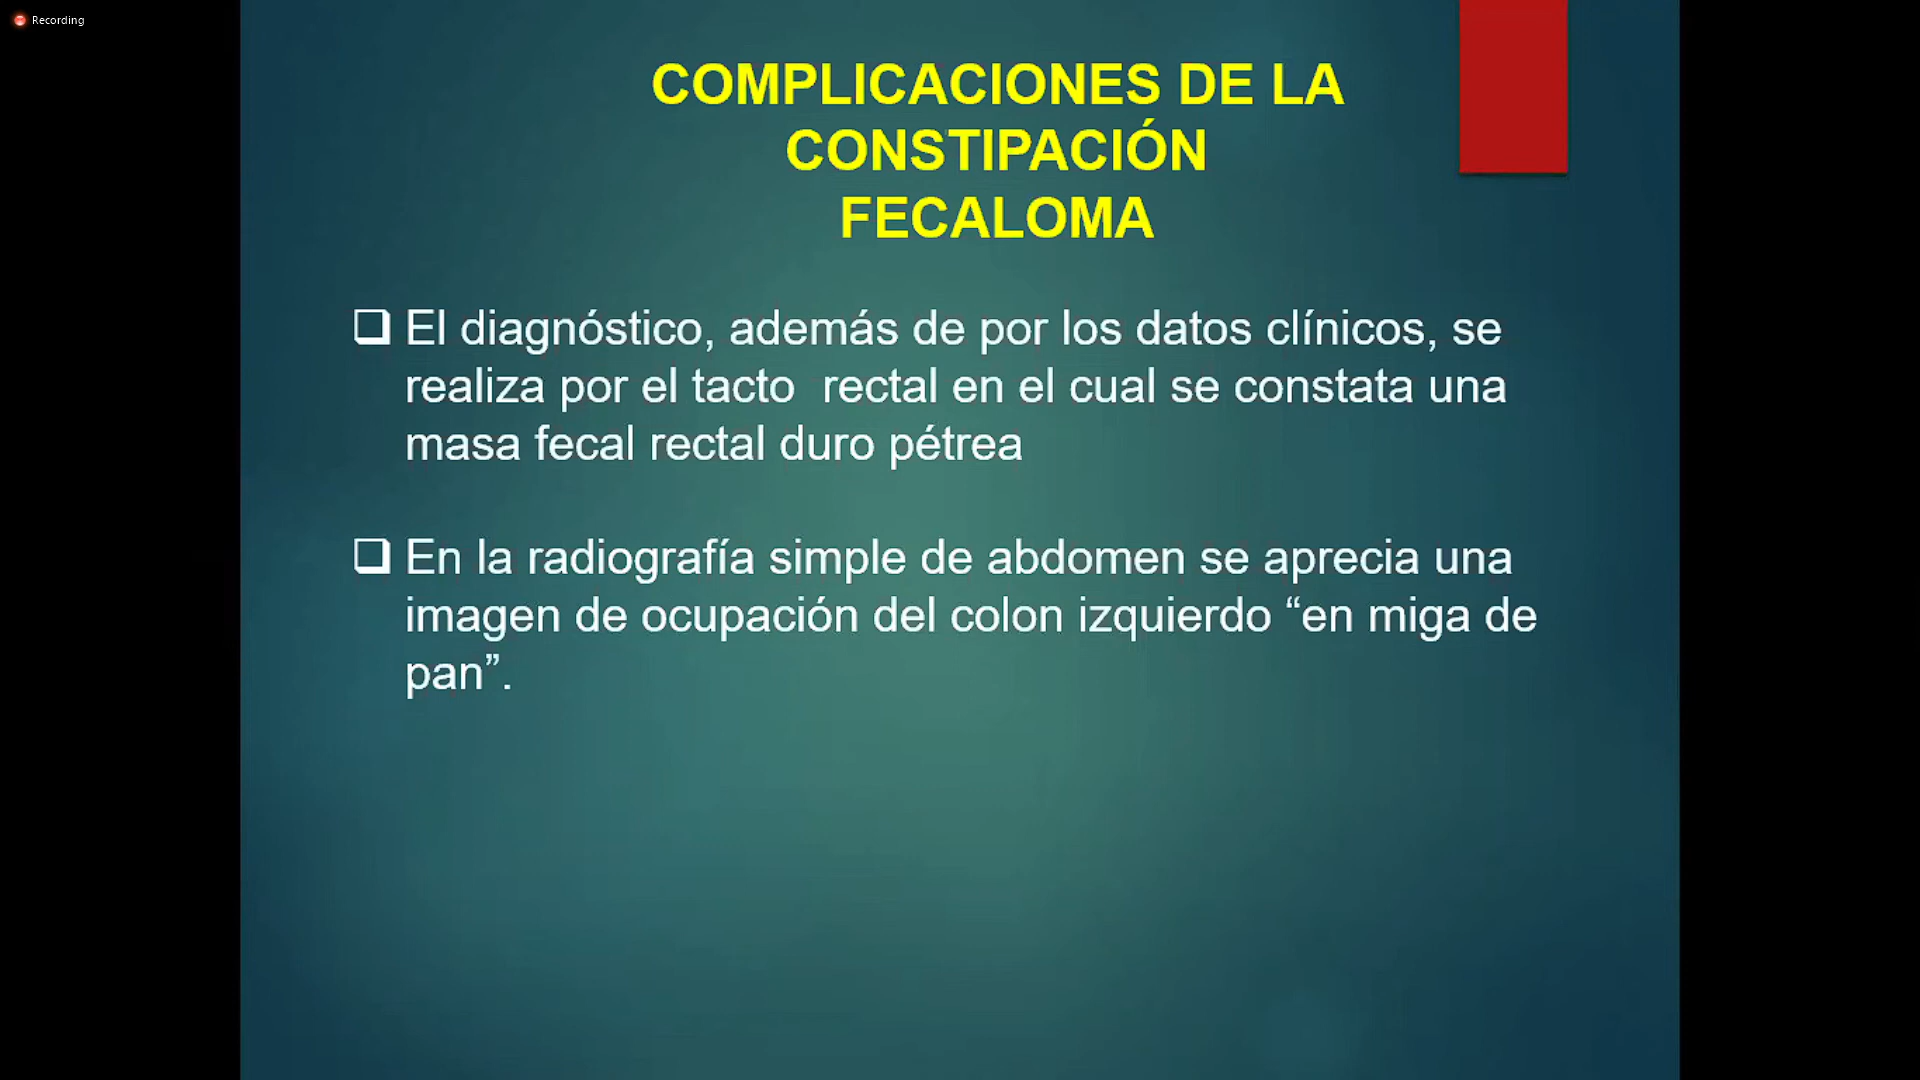 Recording
COMPLICACIONES DE LA
CONSTIPACIÓN
FECALOMA
❑ El diagnóstico, además de por los datos clínicos, se
realiza por el tacto  rectal en el cual se constata una
masa fecal rectal duro pétrea
❑ En la radiografía simple de abdomen se aprecia una
imagen de ocupación del colon izquierdo “en miga de
pan”.